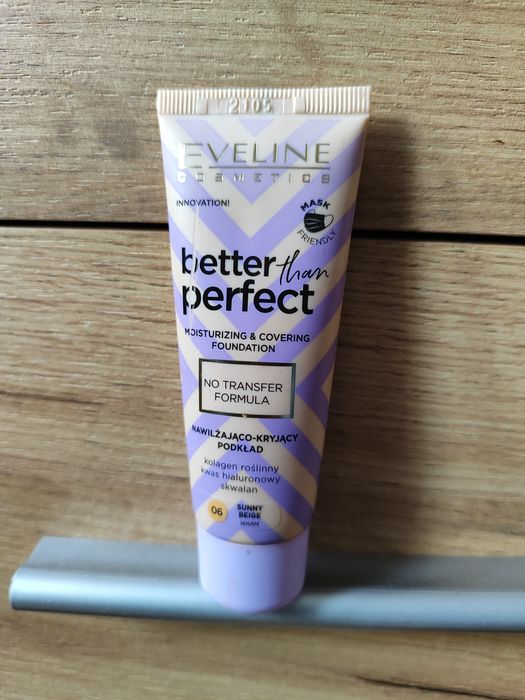 2105
EVELINE
COSMETICS
INNOVATION!
MASK
FRIENDLY
better than
perfect
MOISTURIZING & COVERING
FOUNDATION
NO TRANSFER
FORMULA
NAWILŻAJĄCO-KRYJĄCY
PODKŁAD
kolagen roślinny
kwas hialuronowy
skwalan
06 SUNNY
BEIGE
WARM